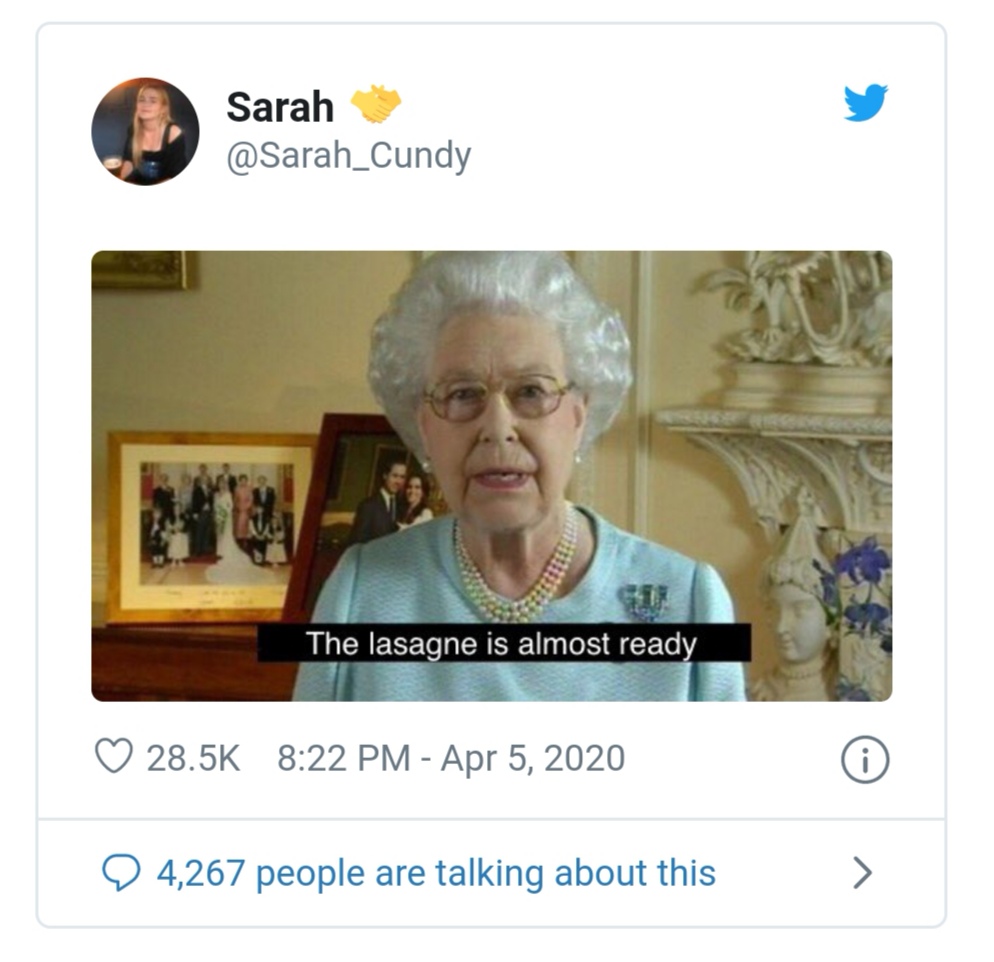 Sarah 🤝
@Sarah_Cundy
The lasagne is almost ready
28.5K 8:22 PM - Apr 5, 2020
4,267 people are talking about this